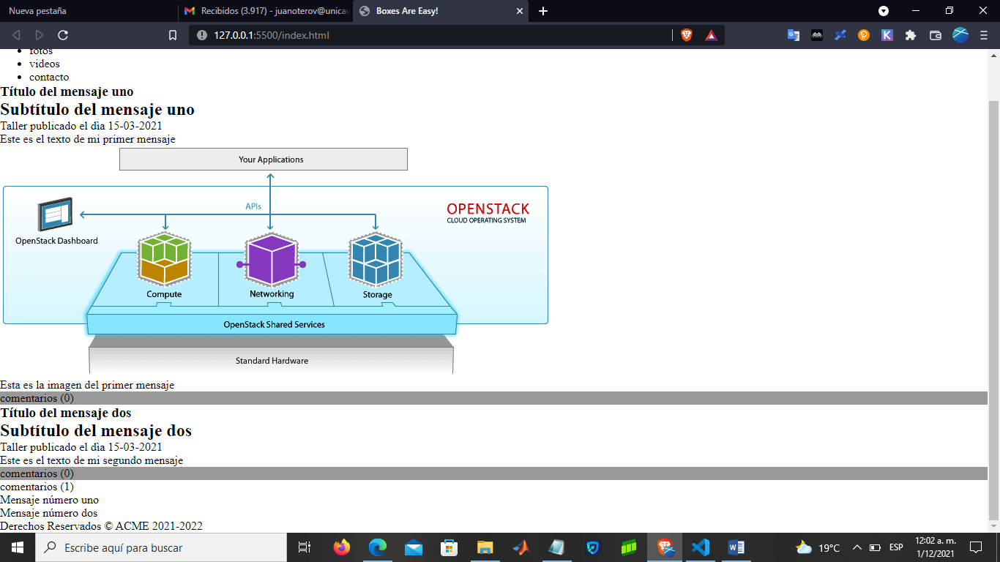 Nueva pestaña
Recibidos (3.917) - juanoterov@unicau
Boxes Are Easy!
127.0.0.1:5500/index.html
fotos
videos
contacto
Título del mensaje uno
Subtítulo del mensaje uno
Taller publicado el dia 15-03-2021
Este es el texto de mi primer mensaje
Your Applications
APIs
OPENSTACK
CLOUD OPERATING SYSTEM
OpenStack Dashboard
Compute
Networking
Storage
OpenStack Shared Services
Standard Hardware
Esta es la imagen del primer mensaje
comentarios (0)
Título del mensaje dos
Subtítulo del mensaje dos
Taller publicado el dia 15-03-2021
Este es el texto de mi segundo mensaje
comentarios (0)
comentarios (1)
Mensaje número uno
Mensaje número dos
Derechos Reservados © ACME 2021-2022
Escribe aquí para buscar
19°C
ESP
12:02 a. m.
1/12/2021